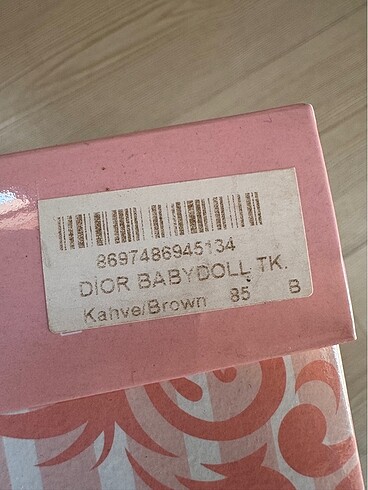 8697486945134
DIOR BABYDOLL TK.
Kahve/Brown 85 B